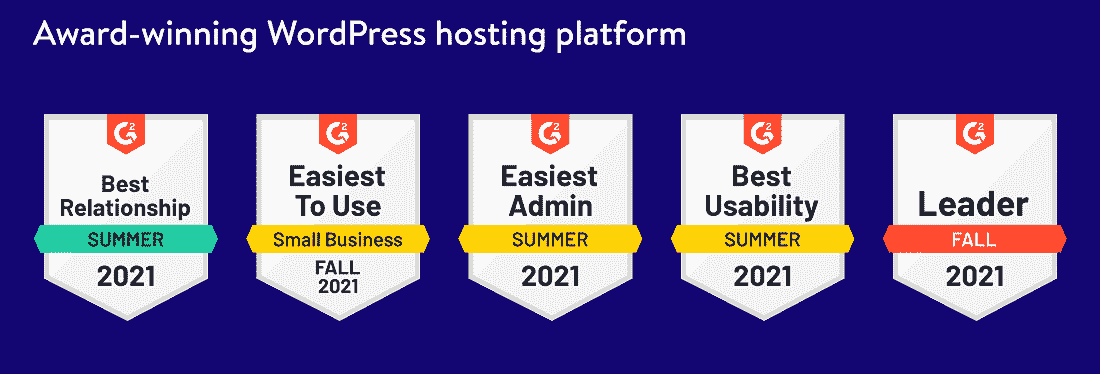 Award-winning WordPress hosting platform
G2
Best
Relationship
SUMMER
2021
G2
Easiest
To Use
Small Business
FALL
2021
G2
Easiest
Admin
SUMMER
2021
G2
Best
Usability
SUMMER
2021
G2
Leader
FALL
2021